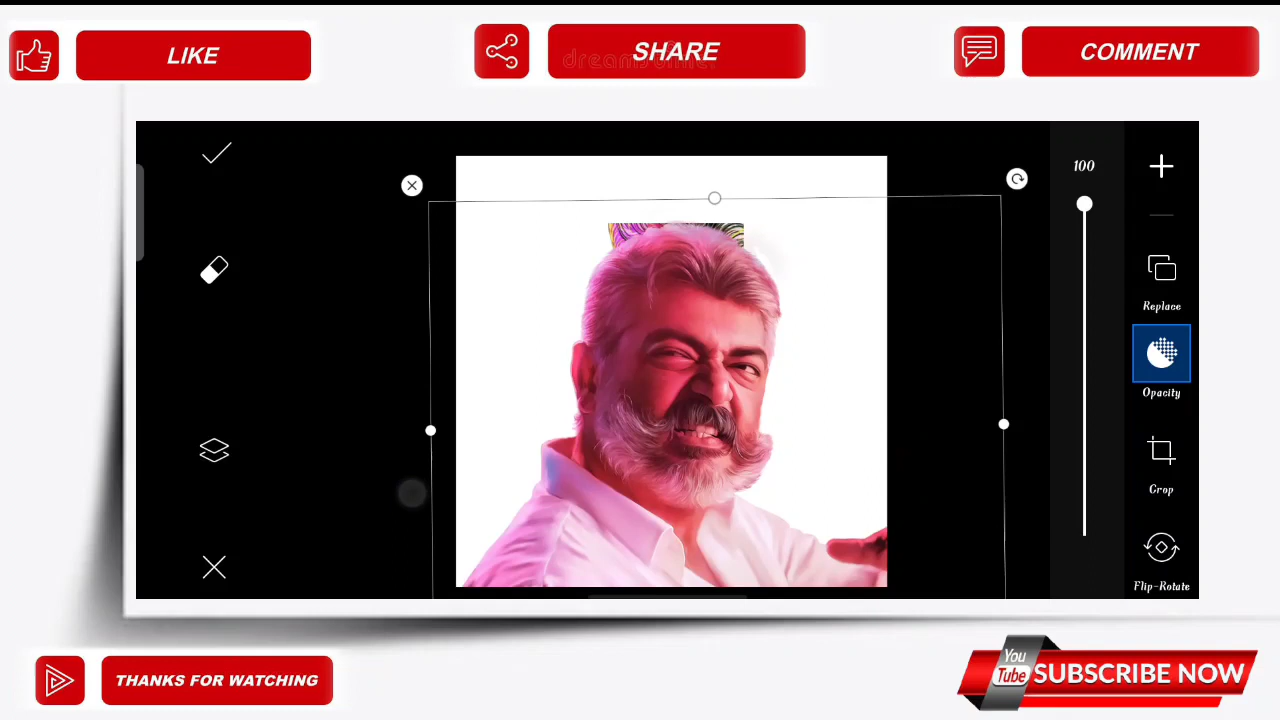 LIKE
SHARE
COMMENT
100
Replace
Opacity
Crop
Flip-Rotate
THANKS FOR WATCHING
You
Tube
SUBSCRIBE NOW